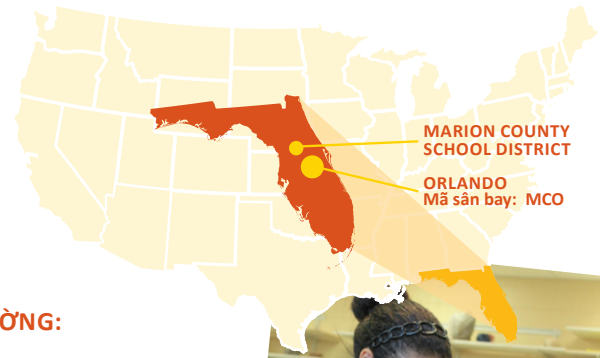 MARION COUNTY
SCHOOL DISTRICT
ORLANDO
Mã sân bay: MCO
ỜNG: